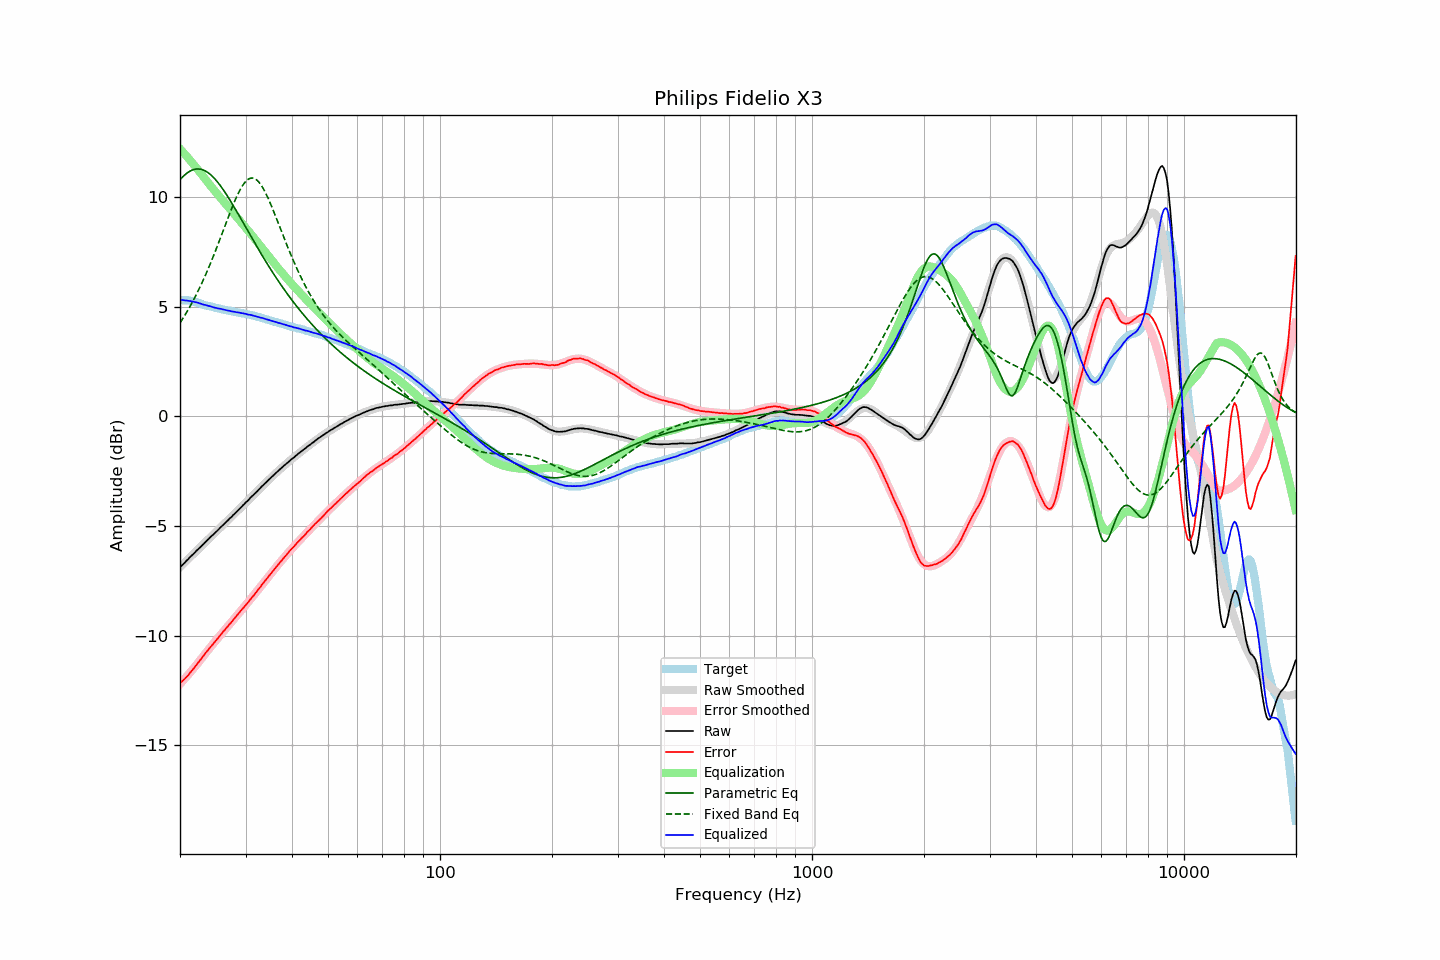 Philips Fidelio X3
Amplitude (dBr)
10
5
0
−5
−10
−15
Target
Raw Smoothed
Error Smoothed
Raw
Error
Equalization
Parametric Eq
Fixed Band Eq
Equalized
100
1000
10000
Frequency (Hz)